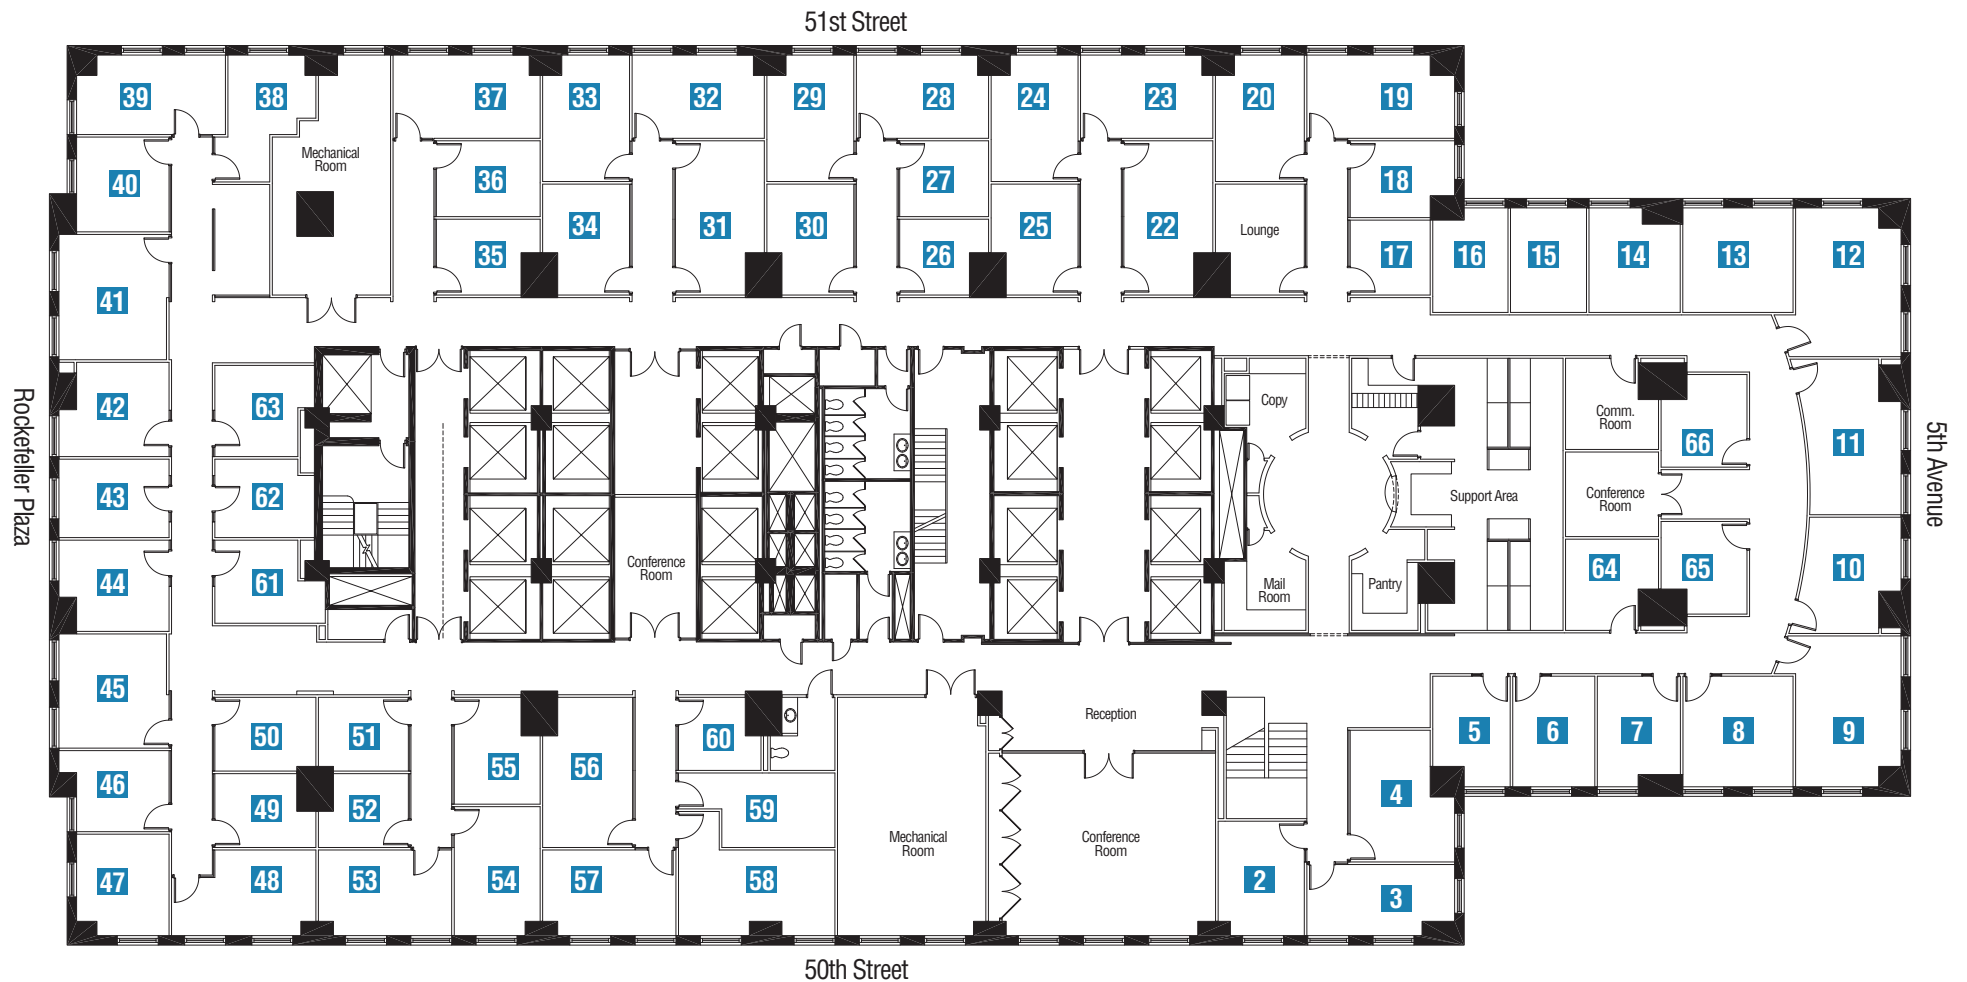 51st Street
39
38
37
33
32
29
28
24
23
20
19
Mechanical
Room
40
36
27
18
34
31
30
25
22
Lounge
35
26
17
16
15
14
13
12
41
Rockefeller Plaza
42
63
Copy
Comm.
Room
66
11
5th Avenue
43
62
Support Area
Conference
Room
44
61
Conference
Room
Mail
Room
Pantry
64
65
10
45
Reception
50
51
60
5
6
7
8
9
46
55
56
49
52
59
4
Mechanical
Room
Conference
Room
47
48
53
54
57
58
2
3
50th Street